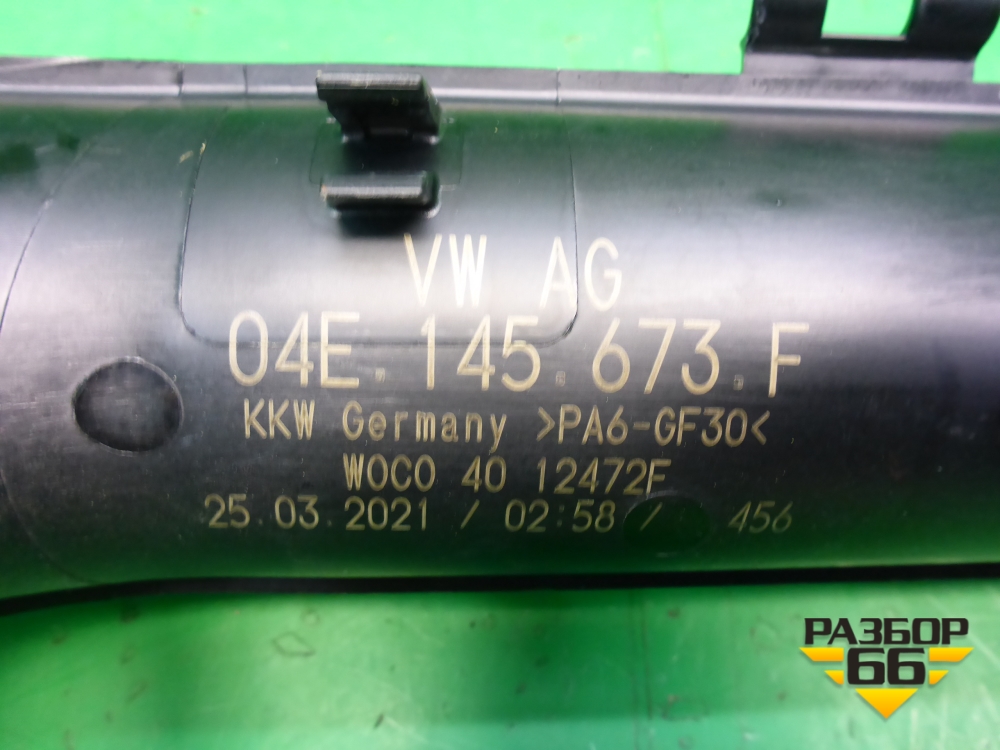 VW AG
04E.145.673.F
KKW Germany >PA6-GF30<
WOCO 40 12472F
25.03.2021 / 02:58 / 456
РАЗБОР
66